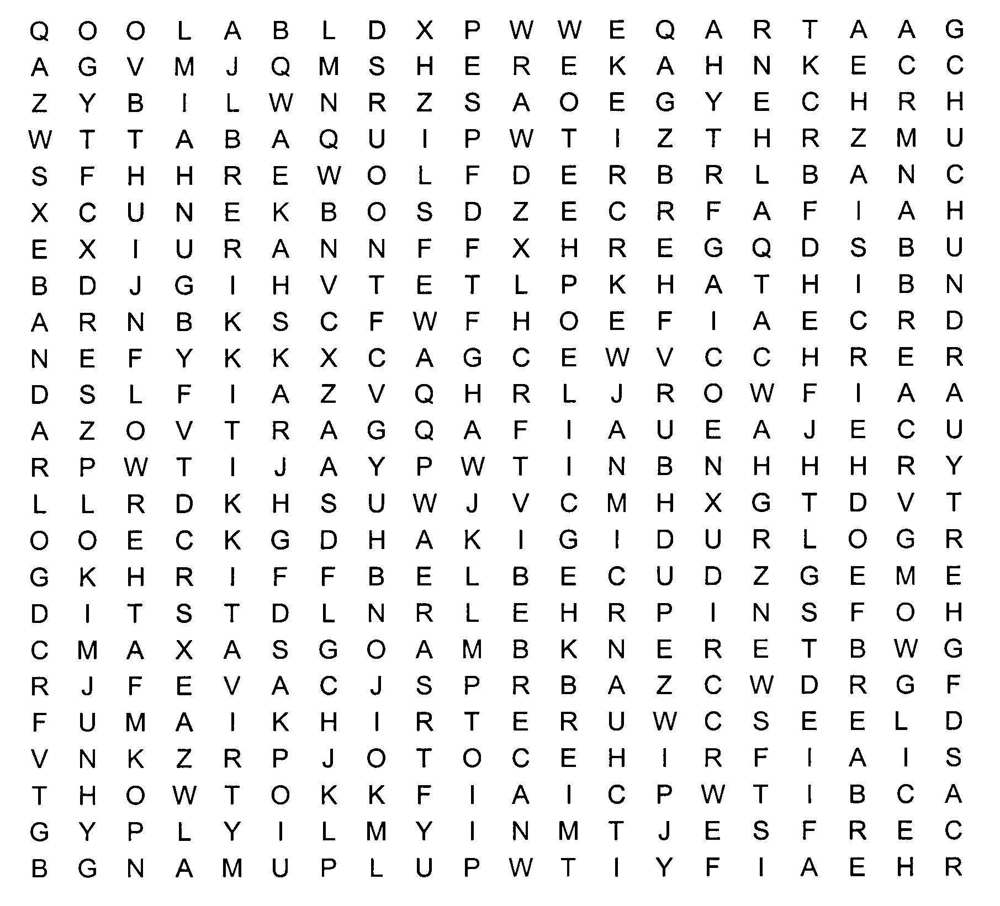 Q O O L A B L D X P W W E Q A R T A A G
A G V M J Q M S H E R E K A H N K E C C
Z Y B I L W N R Z S A O E G Y E C H R H
W T T A B A Q U I P W T I Z T H R Z M U
S F H H R E W O L F D E R B R L B A N C
X C U N E K B O S D Z E C R F A F I A H
E X I U R A N N F F X H R E G Q D S B U
B D J G I H V T E T L P K H A T H I B N
A R N B K S C F W F H O E F I A E C R D
N E F Y K K X C A G C E W V C C H R E R
D S L F I A Z V Q H R L J R O W F I A A
A Z O V T R A G Q A F I A U E A J E C U
R P W T I J A Y P W T I N B N H H H R Y
L L R D K H S U W J V C M H X G T D V T
O O E C K G D H A K I G I D U R L O G R
G K H R I F F B E L B E C U D Z G E M E
D I T S T D L N R L E H R P I N S F O H
C M A X A S G O A M B K N E R E T B W G
R J F E V A C J S P R B A Z C W D R G F
F U M A I K H I R T E R U W C S E E L D
V N K Z R P J O T O C E H I R F I A I S
T H O W T O K K F I A I C P W T I B C A
G Y P L Y I L M Y I N M T J E S F R E C
B G N A M U P L U P W T I Y F I A E H R